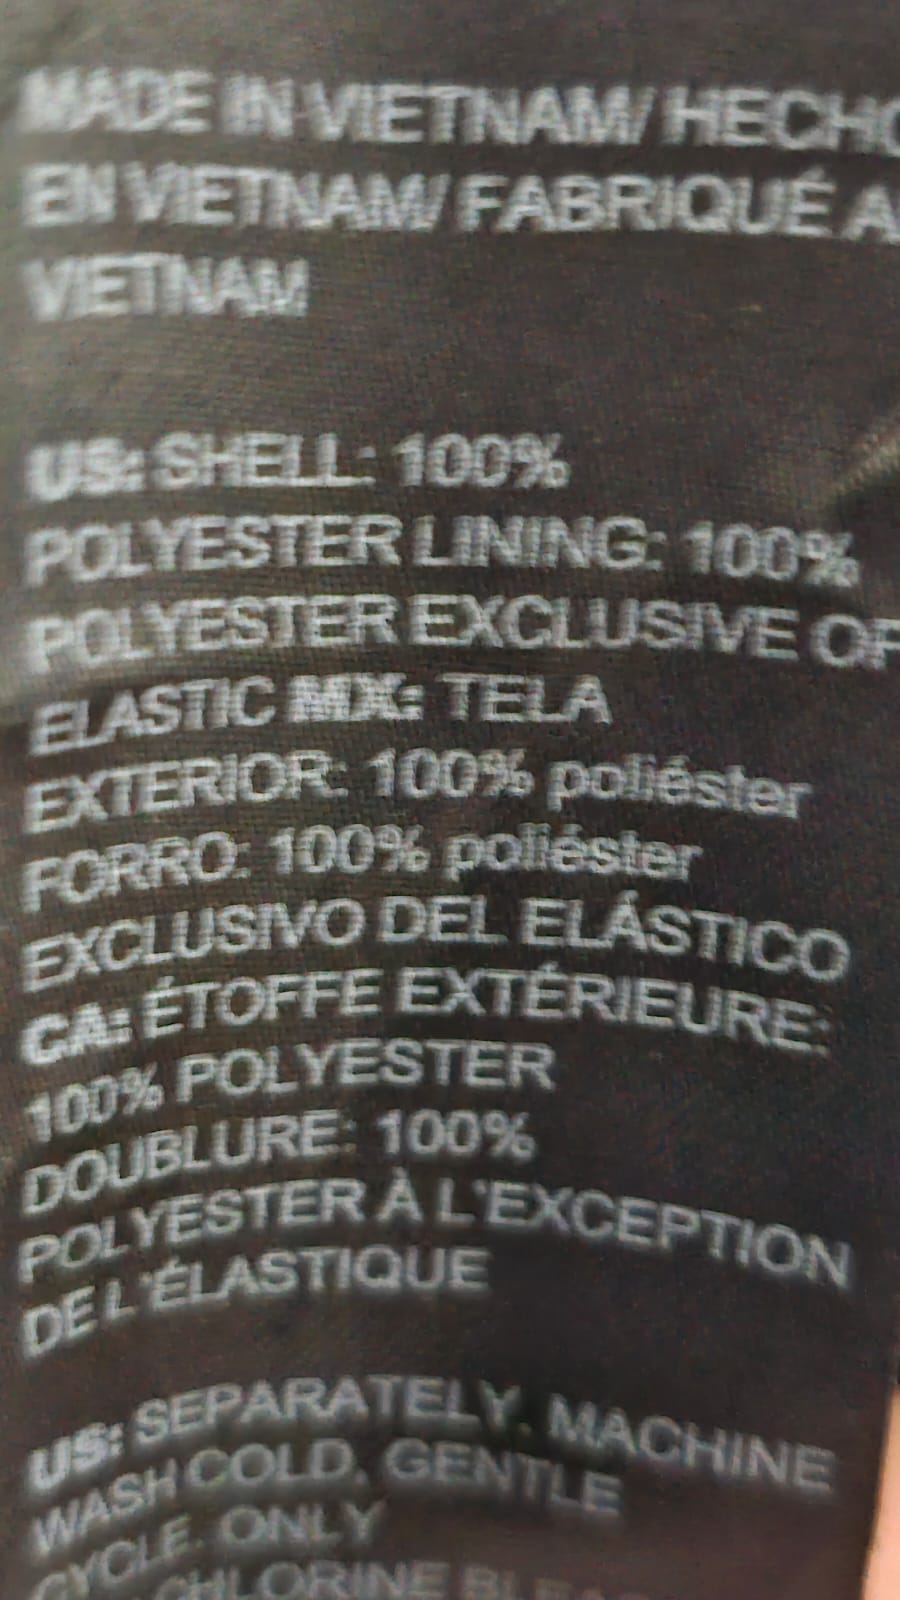 MADE IN VIETNAM/ HECHO
EN VIETNAM/ FABRIQUÉ
VIETNAM
US: SHELL: 100%
POLYESTER LINING: 100%
POLYESTER EXCLUSIVE OF
ELASTIC MX: TELA
EXTERIOR: 100% poliéster
FORRO: 100% poliéster
EXCLUSIVO DEL ELÁSTICO
CA: ÉTOFFE EXTÉRIEURE:
100% POLYESTER
DOUBLURE: 100%
POLYESTER À L'EXCEPTION
DE L'ÉLASTIQUE
US: SEPARATELY. MACHINE
WASH COLD, GENTLE
CYCLE. ONLY
CHLORINE